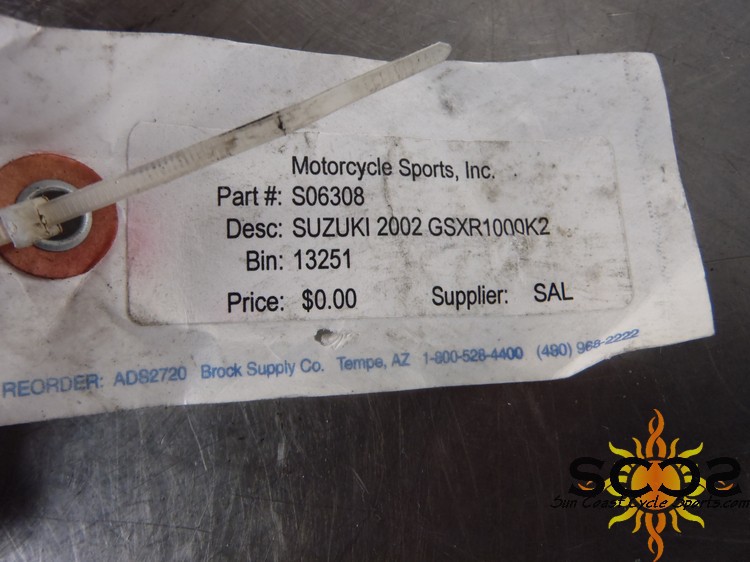 Motorcycle Sports, Inc.
Part #: S06308
Desc: SUZUKI 2002 GSXR1000K2
Bin: 13251
Price: $0.00 Supplier: SAL
REORDER: ADS2720 Brock Supply Co. Tempe, AZ 1-800-528-4400 (480) 968-2222
SCCS
Sun Coast Cycle Sports.com